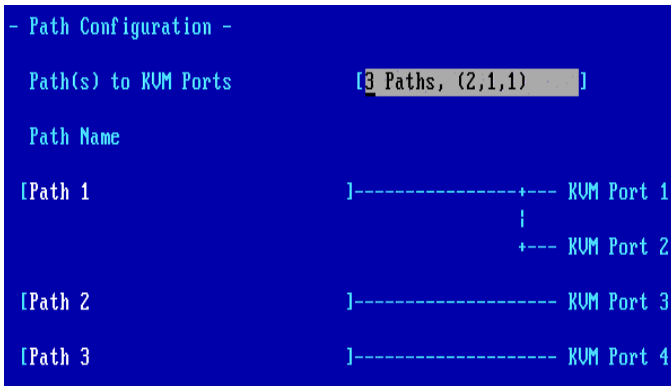 - Path Configuration -
Path(s) to KVM Ports [3 Paths, (2,1,1) ]
Path Name
[Path 1 ]-----------------+--- KVM Port 1
¦
+--- KVM Port 2
[Path 2 ]--------------------- KVM Port 3
[Path 3 ]--------------------- KVM Port 4